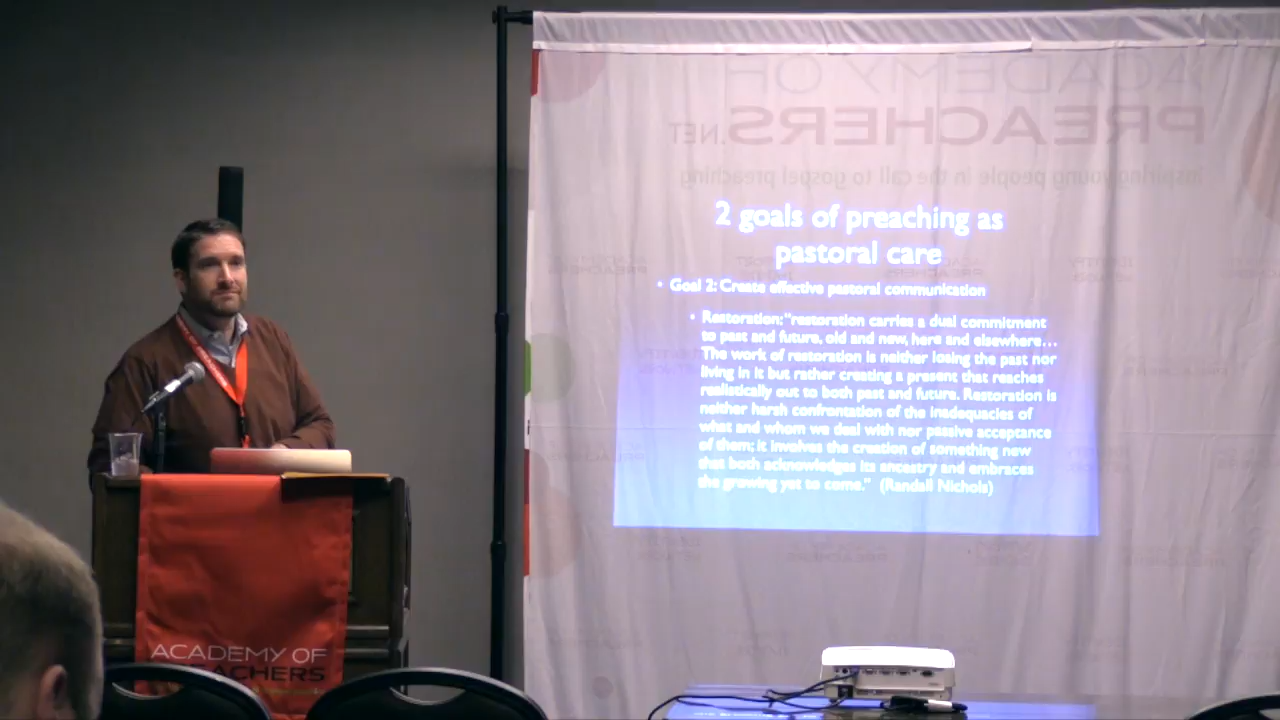 ACADEMY OF
PREACHERS.NET
inspiring young people in the call to gospel preaching
2 goals of preaching as
pastoral care
• Goal 2: Create effective pastoral communication
• Restoration: "restoration carries a dual commitment
to past and future, old and new, here and elsewhere…
The work of restoration is neither losing the past nor
living in it but rather creating a present that reaches
realistically out to both past and future. Restoration is
neither harsh confrontation of the inadequacies of
what and whom we deal with nor passive acceptance
of them; it involves the creation of something new
that both acknowledges its ancestry and embraces
the growing yet to come." (Randall Nichols)
ACADEMY OF
PREACHERS